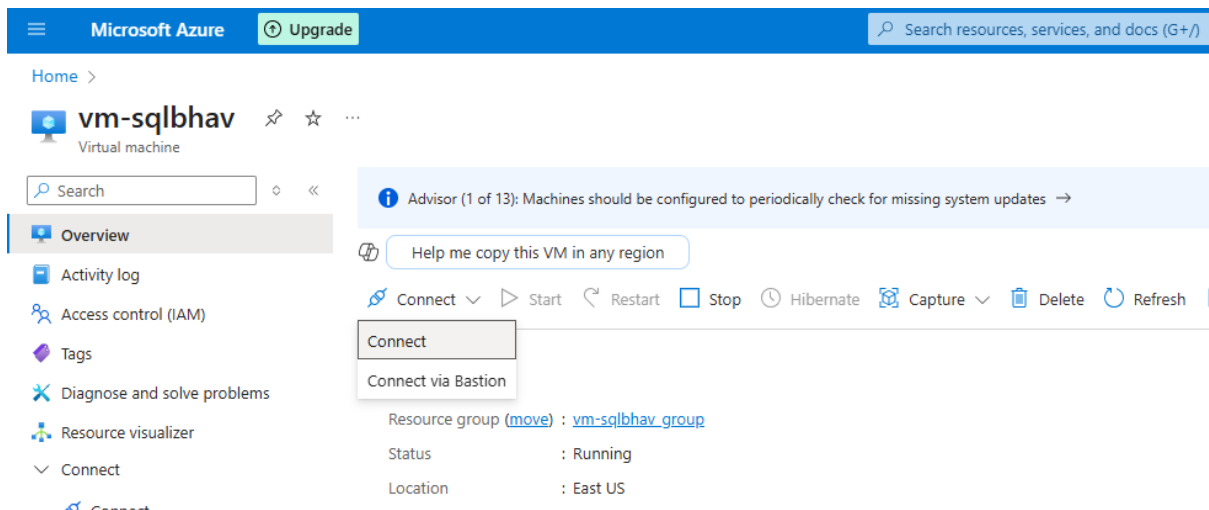 Microsoft Azure Upgrade Search resources, services, and docs (G+/)
Home >
vm-sqlbhav ...
Virtual machine
Search
Advisor (1 of 13): Machines should be configured to periodically check for missing system updates →
Overview
Help me copy this VM in any region
Activity log
Connect Start Restart Stop Hibernate Capture Delete Refresh
Access control (IAM)
Connect
Tags
Connect via Bastion
Diagnose and solve problems
Resource group (move) : vm-sqlbhav_group
Resource visualizer
Status : Running
Connect
Location : East US
Connect